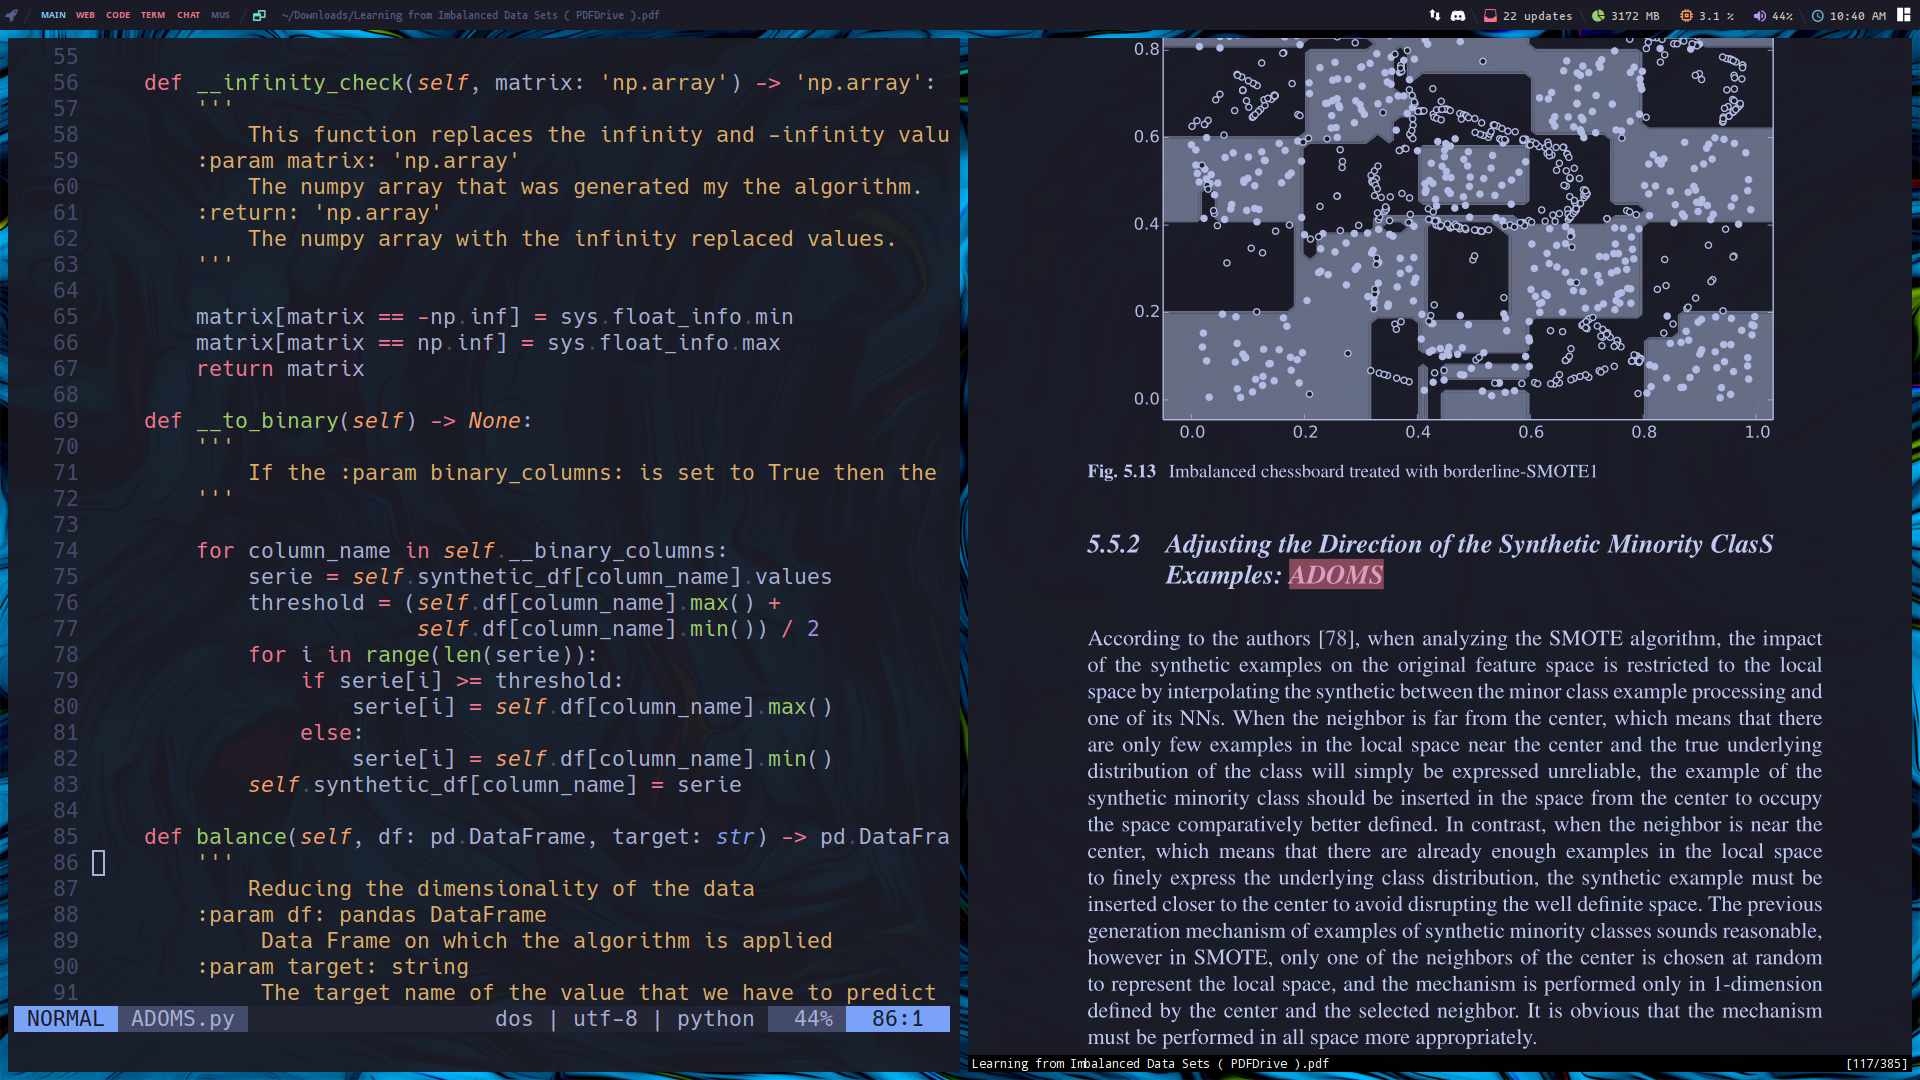 MAIN WEB CODE TERM CHAT MUS ~/Downloads/Learning from Imbalanced Data Sets ( PDFDrive ).pdf
22 updates 3172 MB 3.1 % 44% 10:40 AM
55
56 def __infinity_check(self, matrix: 'np.array') -> 'np.array':
57 '''
58 This function replaces the infinity and -infinity valu
59 :param matrix: 'np.array'
60 The numpy array that was generated my the algorithm.
61 :return: 'np.array'
62 The numpy array with the infinity replaced values.
63 '''
64
65 matrix[matrix == -np.inf] = sys.float_info.min
66 matrix[matrix == np.inf] = sys.float_info.max
67 return matrix
68
69 def __to_binary(self) -> None:
70 '''
71 If the :param binary_columns: is set to True then the
72 '''
73
74 for column_name in self.__binary_columns:
75 serie = self.synthetic_df[column_name].values
76 threshold = (self.df[column_name].max() +
77 self.df[column_name].min()) / 2
78 for i in range(len(serie)):
79 if serie[i] >= threshold:
80 serie[i] = self.df[column_name].max()
81 else:
82 serie[i] = self.df[column_name].min()
83 self.synthetic_df[column_name] = serie
84
85 def balance(self, df: pd.DataFrame, target: str) -> pd.DataFra
86 '''
87 Reducing the dimensionality of the data
88 :param df: pandas DataFrame
89 Data Frame on which the algorithm is applied
90 :param target: string
91 The target name of the value that we have to predict
NORMAL ADOMS.py dos | utf-8 | python 44% 86:1
0.8
0.6
0.4
0.2
0.0
0.0 0.2 0.4 0.6 0.8 1.0
Fig. 5.13 Imbalanced chessboard treated with borderline-SMOTE1
5.5.2 Adjusting the Direction of the Synthetic Minority ClasS
Examples: ADOMS
According to the authors [78], when analyzing the SMOTE algorithm, the impact
of the synthetic examples on the original feature space is restricted to the local
space by interpolating the synthetic between the minor class example processing and
one of its NNs. When the neighbor is far from the center, which means that there
are only few examples in the local space near the center and the true underlying
distribution of the class will simply be expressed unreliable, the example of the
synthetic minority class should be inserted in the space from the center to occupy
the space comparatively better defined. In contrast, when the neighbor is near the
center, which means that there are already enough examples in the local space
to finely express the underlying class distribution, the synthetic example must be
inserted closer to the center to avoid disrupting the well definite space. The previous
generation mechanism of examples of synthetic minority classes sounds reasonable,
however in SMOTE, only one of the neighbors of the center is chosen at random
to represent the local space, and the mechanism is performed only in 1-dimension
defined by the center and the selected neighbor. It is obvious that the mechanism
must be performed in all space more appropriately.
Learning from Imbalanced Data Sets ( PDFDrive ).pdf [117/385]